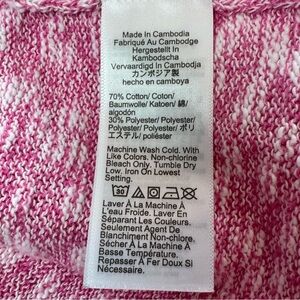 Made In Cambodia
Fabriqué Au Cambodge
Hergestellt In
Kambodscha
Vervaardigd In Cambodja
カンボジア製
hecho en camboya
70% Cotton/ Coton/
Baumwolle/ Katoen/ 綿/
algodón
30% Polyester/ Polyester/
Polyester/ Polyester/ ポリ
エステル/ poliéster
Machine Wash Cold. With
Like Colors. Non-chlorine
Bleach Only. Tumble Dry
Low. Iron On Lowest
Setting.
30
Laver À La Machine À
L'eau Froide. Laver En
Séparant Les Couleurs.
Seulement Agent De
Blanchiment Non-chlore.
Sécher À La Machine À
Basse Température.
Repasser À Fer Doux Si
Nécessaire.